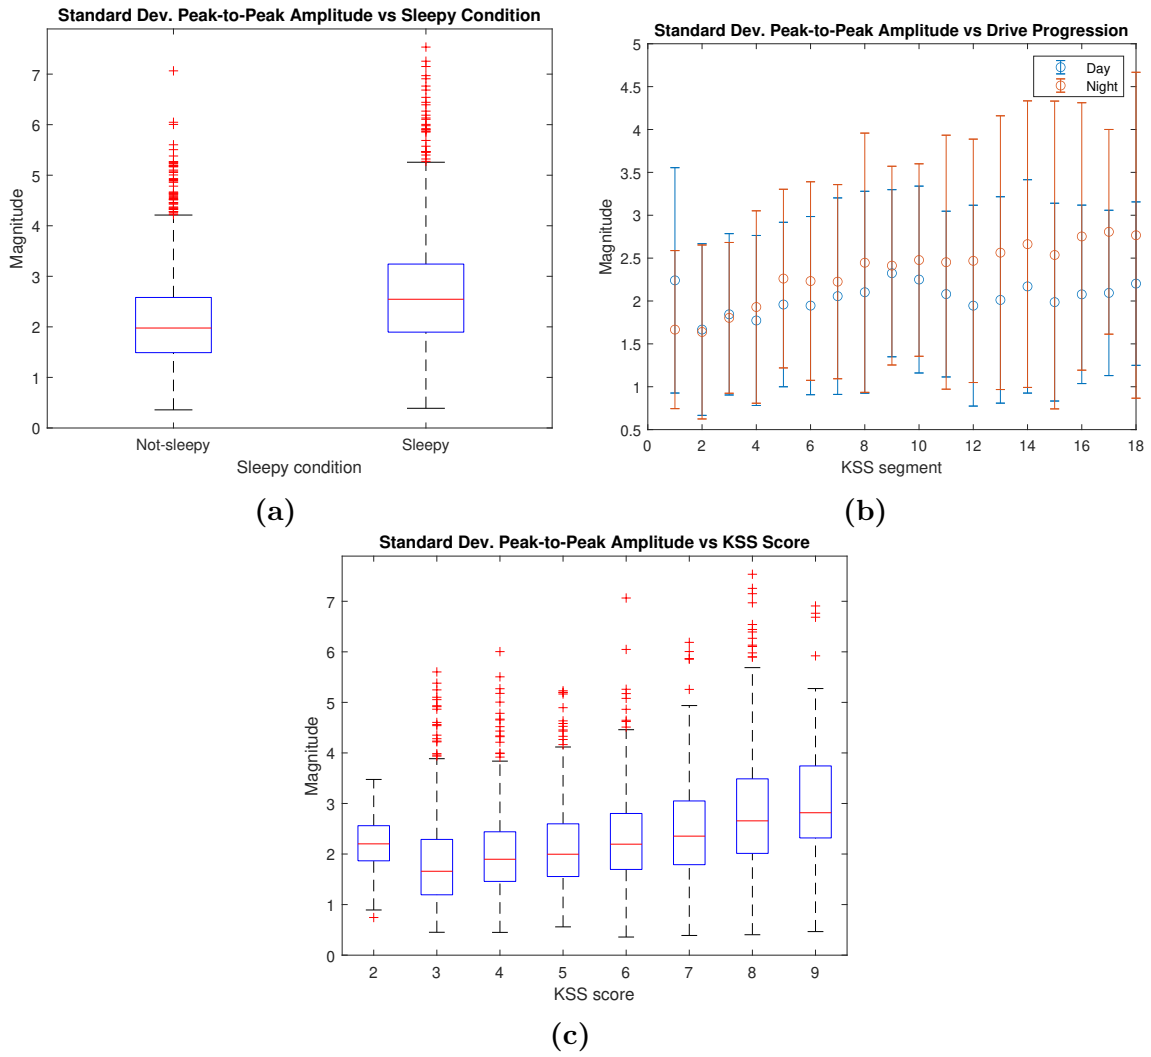 Standard Dev. Peak-to-Peak Amplitude vs Sleepy Condition
7
6
5
4
3
2
1
0
Magnitude
Not-sleepy Sleepy
Sleepy condition
(a)
Standard Dev. Peak-to-Peak Amplitude vs Drive Progression
5
4.5
4
3.5
3
2.5
2
1.5
1
0.5
Magnitude
Day
Night
0 2 4 6 8 10 12 14 16 18
KSS segment
(b)
Standard Dev. Peak-to-Peak Amplitude vs KSS Score
7
6
5
4
3
2
1
0
Magnitude
2 3 4 5 6 7 8 9
KSS score
(c)